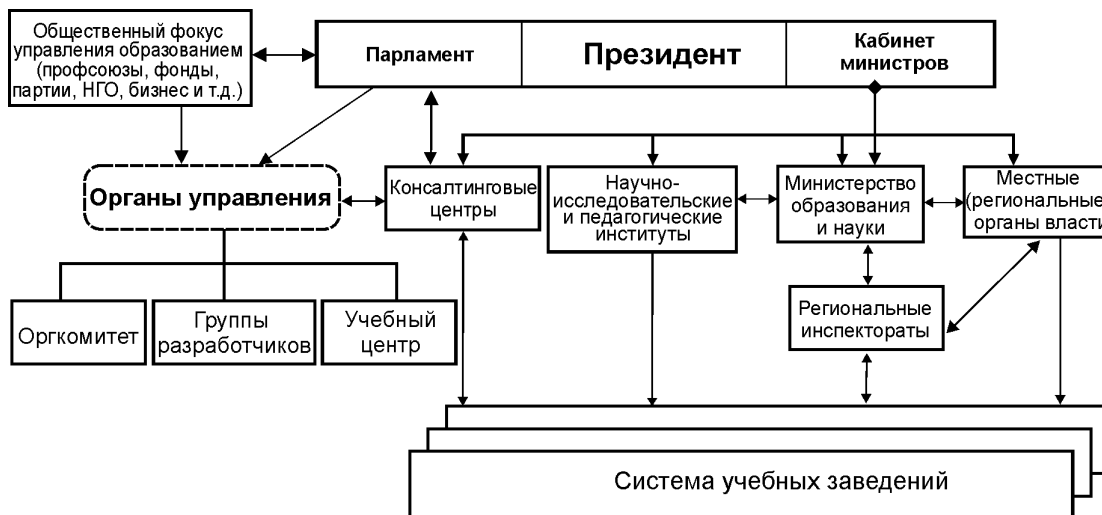 Общественный фокус
управления образованием
(профсоюзы, фонды,
партии, НГО, бизнес и т.д.)
Парламент
Президент
Кабинет
министров
Органы управления
Консалтинговые
центры
Научно-
исследовательские
и педагогические
институты
Министерство
образования
и науки
Местные
(региональные
органы власти
Региональные
инспектораты
Оргкомитет
Группы
разработчиков
Учебный
центр
Система учебных заведений